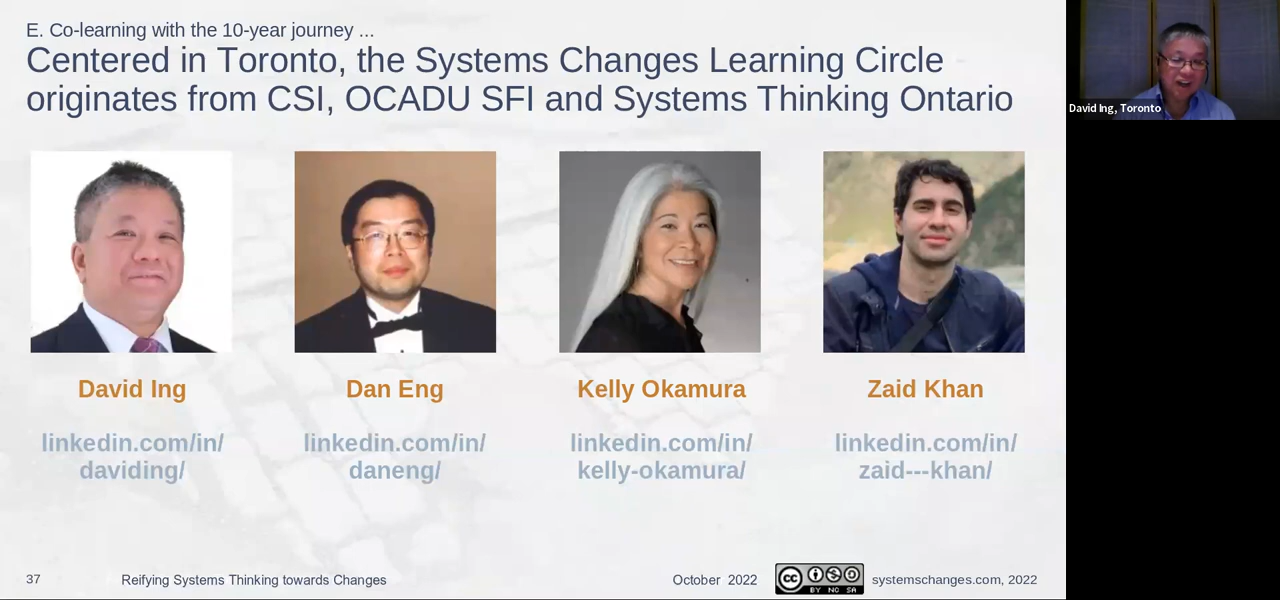 E. Co-learning with the 10-year journey ...
Centered in Toronto, the Systems Changes Learning Circle
originates from CSI, OCADU SFI and Systems Thinking Ontario
David Ing, Toronto
David Ing
Dan Eng
Kelly Okamura
Zaid Khan
linkedin.com/in/
daviding/
linkedin.com/in/
daneng/
linkedin.com/in/
kelly-okamura/
linkedin.com/in/
zaid---khan/
37
Reifying Systems Thinking towards Changes
October 2022
cc
BY NC SA
systemschanges.com, 2022